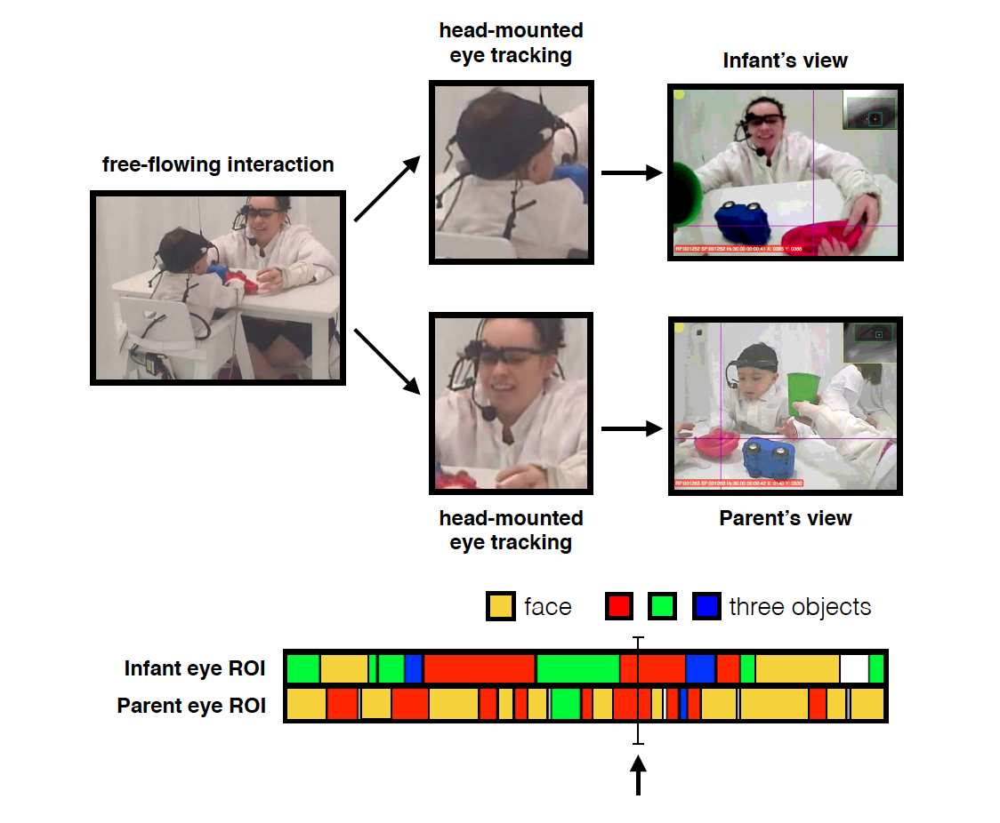 head-mounted
eye tracking
Infant's view
free-flowing interaction
head-mounted
eye tracking
Parent's view
face
three objects
Infant eye ROI
Parent eye ROI